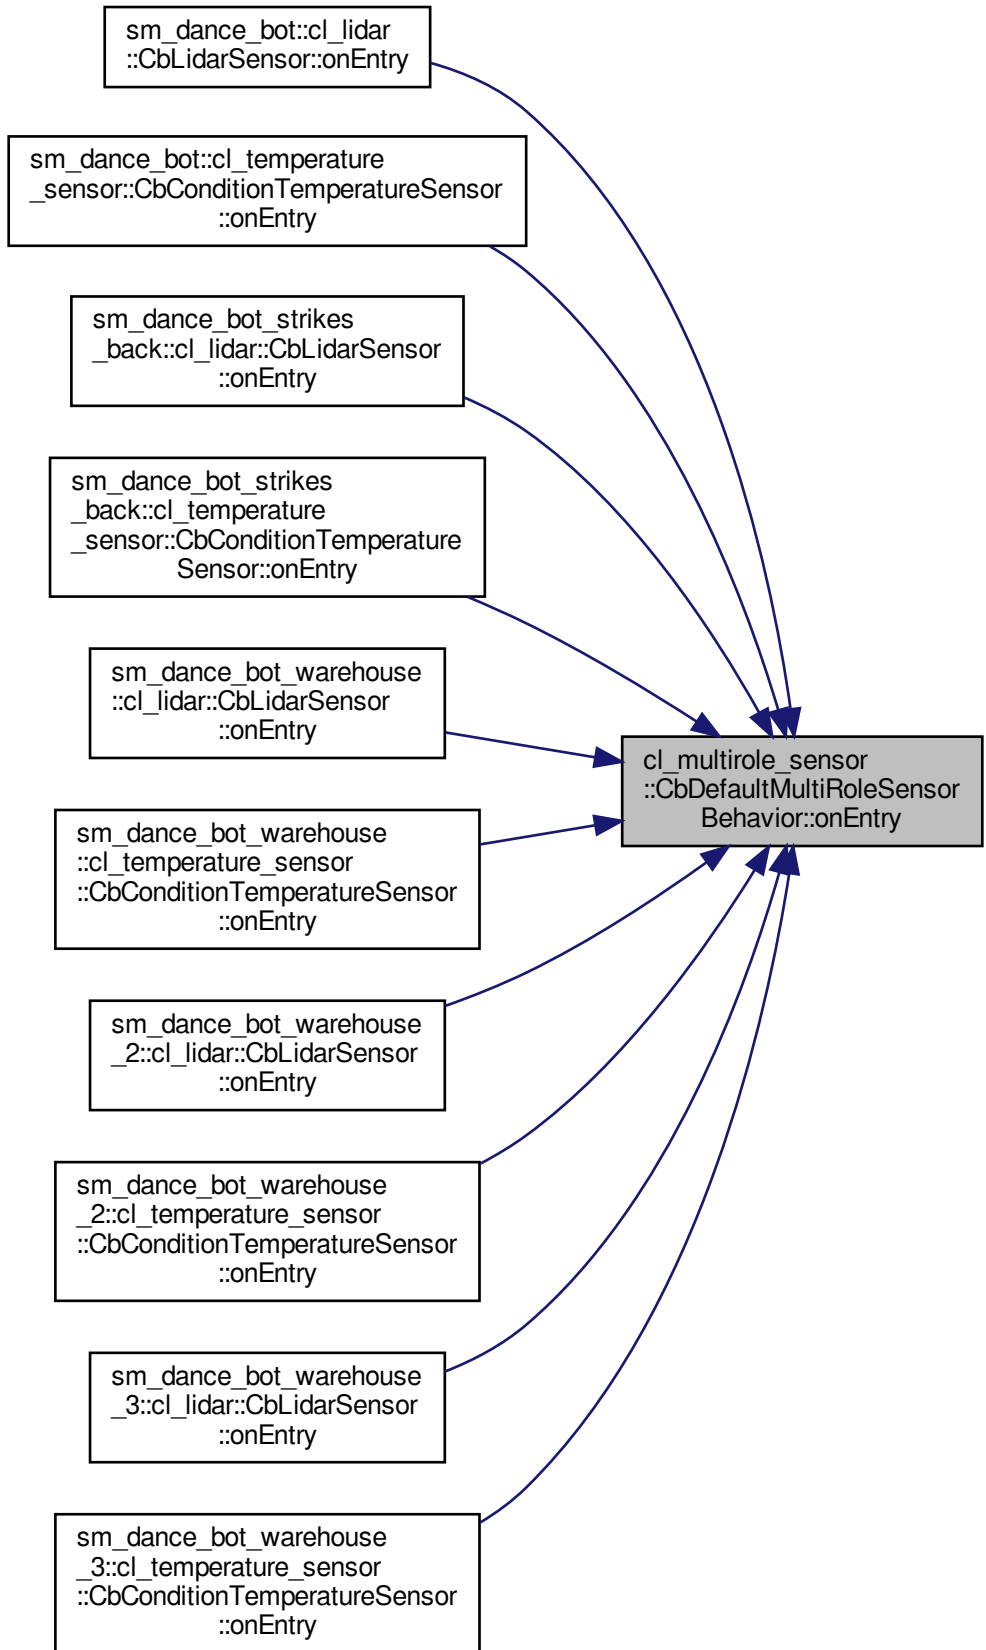 sm_dance_bot::cl_lidar
::CbLidarSensor::onEntry
sm_dance_bot::cl_temperature
_sensor::CbConditionTemperatureSensor
::onEntry
sm_dance_bot_strikes
_back::cl_lidar::CbLidarSensor
::onEntry
sm_dance_bot_strikes
_back::cl_temperature
_sensor::CbConditionTemperature
Sensor::onEntry
sm_dance_bot_warehouse
::cl_lidar::CbLidarSensor
::onEntry
cl_multirole_sensor
::CbDefaultMultiRoleSensor
Behavior::onEntry
sm_dance_bot_warehouse
::cl_temperature_sensor
::CbConditionTemperatureSensor
::onEntry
sm_dance_bot_warehouse
_2::cl_lidar::CbLidarSensor
::onEntry
sm_dance_bot_warehouse
_2::cl_temperature_sensor
::CbConditionTemperatureSensor
::onEntry
sm_dance_bot_warehouse
_3::cl_lidar::CbLidarSensor
::onEntry
sm_dance_bot_warehouse
_3::cl_temperature_sensor
::CbConditionTemperatureSensor
::onEntry